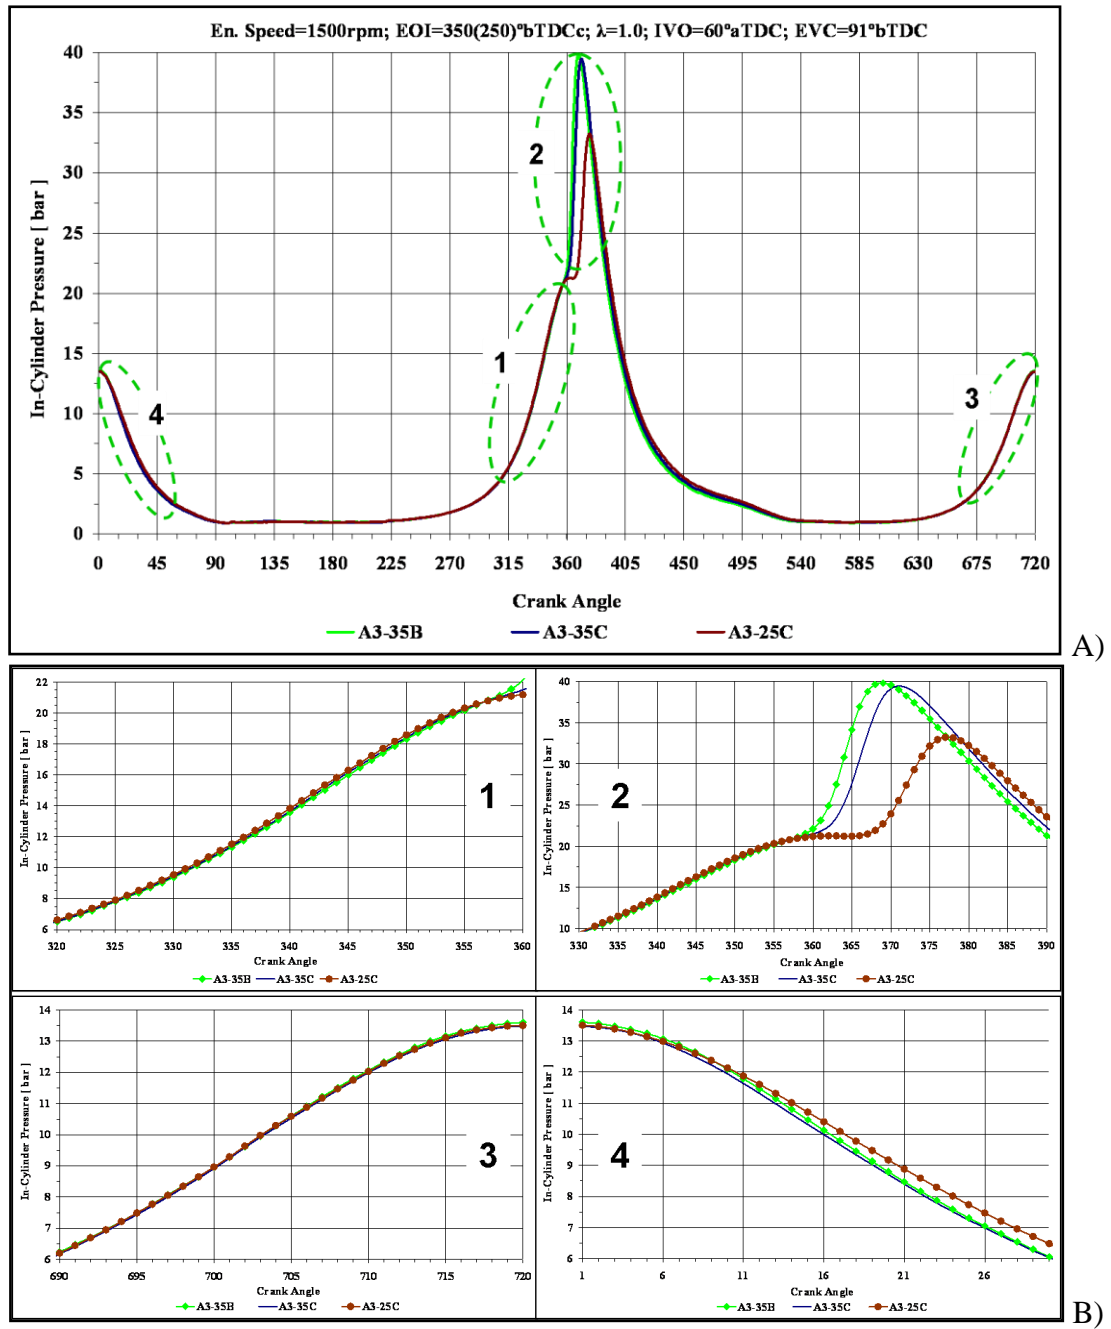 En. Speed=1500rpm; EOI=350(250)°bTDCc; λ=1.0; IVO=60°aTDC; EVC=91°bTDC
In-Cylinder Pressure [ bar ]
40
35
30
25
20
15
10
5
0
2
1
4
3
0 45 90 135 180 225 270 315 360 405 450 495 540 585 630 675 720
Crank Angle
A3-35B A3-35C A3-25C
A)
In-Cylinder Pressure [ bar ]
22
20
18
16
14
12
10
8
6
1
320 325 330 335 340 345 350 355 360
Crank Angle
A3-35B A3-35C A3-25C
In-Cylinder Pressure [ bar ]
40
35
30
25
20
15
10
2
330 335 340 345 350 355 360 365 370 375 380 385 390
Crank Angle
A3-35B A3-35C A3-25C
In-Cylinder Pressure [ bar ]
14
13
12
11
10
9
8
7
6
3
690 695 700 705 710 715 720
Crank Angle
A3-35B A3-35C A3-25C
In-Cylinder Pressure [ bar ]
14
13
12
11
10
9
8
7
6
4
1 6 11 16 21 26
Crank Angle
A3-35B A3-35C A3-25C
B)